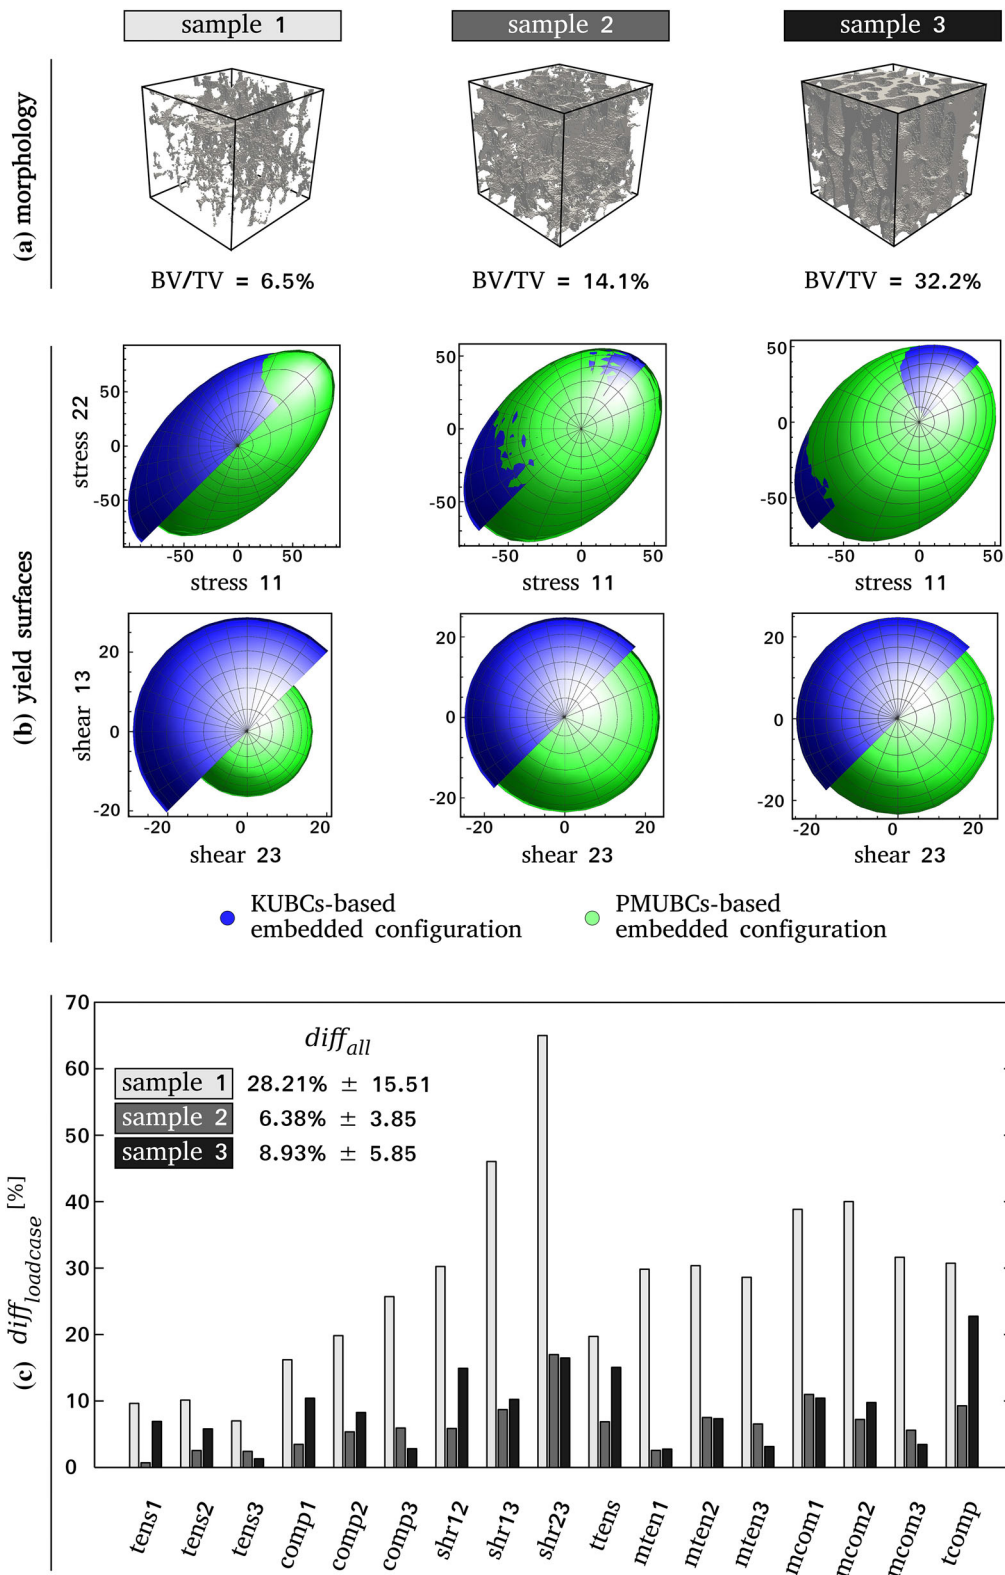 sample 1
sample 2
sample 3
(a) morphology
BV/TV = 6.5%
BV/TV = 14.1%
BV/TV = 32.2%
(b) yield surfaces
stress 22
50
0
-50
-50
0
50
stress 11
50
0
-50
-50
0
50
stress 11
50
0
-50
-50
0
50
stress 11
shear 13
20
0
-20
-20
0
20
shear 23
20
0
-20
-20
0
20
shear 23
20
0
-20
-20
0
20
shear 23
KUBCs-based
embedded configuration
PMUBCs-based
embedded configuration
(c) diff_loadcase [%]
70
60
50
40
30
20
10
0
diff_all
sample 1 28.21% ± 15.51
sample 2 6.38% ± 3.85
sample 3 8.93% ± 5.85
tens1
tens2
tens3
comp1
comp2
comp3
shr12
shr13
shr23
ttens
mten1
mten2
mten3
mcom1
mcom2
mcom3
tcomp